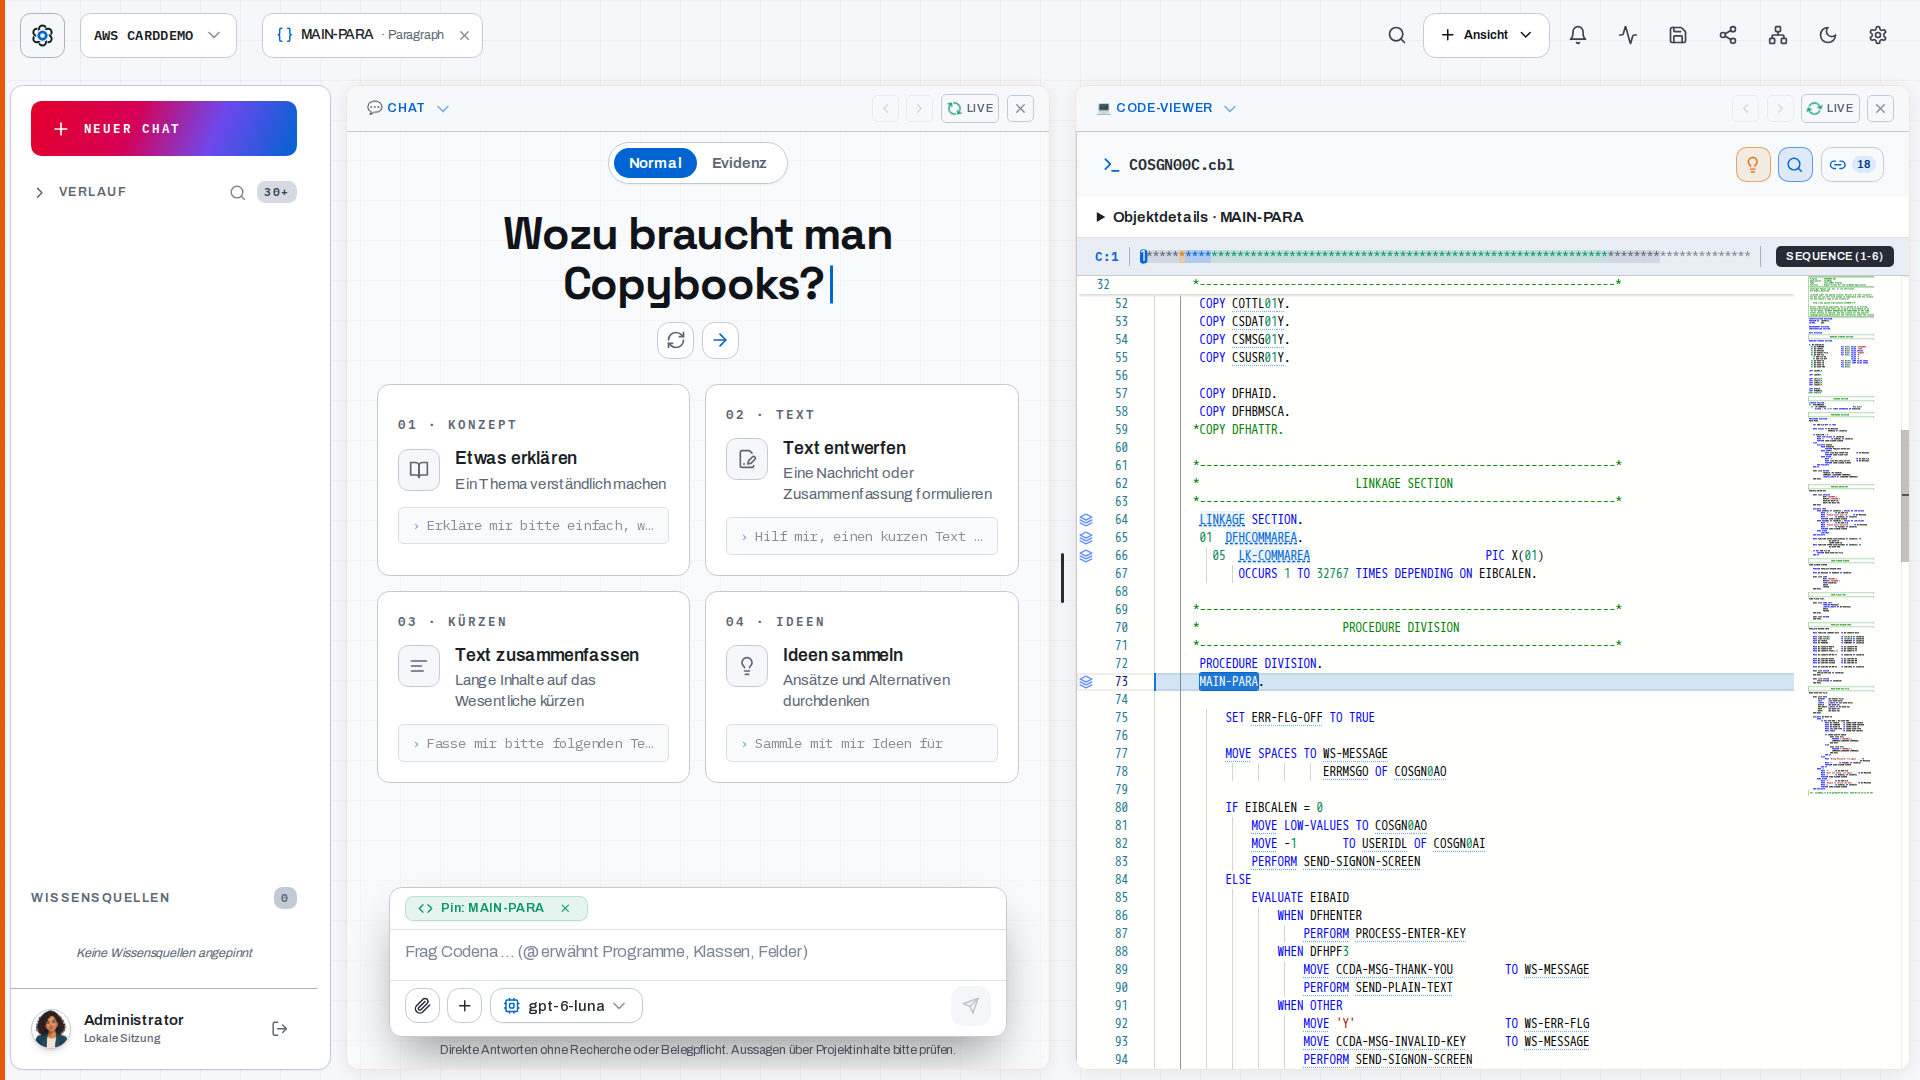 AWS CARDDEMO
MAIN-PARA · Paragraph
Ansicht
NEUER CHAT
VERLAUF
30+
WISSENSQUELLEN
0
Keine Wissensquellen angepinnt
Administrator
Lokale Sitzung
CHAT
LIVE
Normal
Evidenz
Wozu braucht man
Copybooks?
01 · KONZEPT
Etwas erklären
Ein Thema verständlich machen
› Erkläre mir bitte einfach, w…
02 · TEXT
Text entwerfen
Eine Nachricht oder
Zusammenfassung formulieren
› Hilf mir, einen kurzen Text …
03 · KÜRZEN
Text zusammenfassen
Lange Inhalte auf das
Wesentliche kürzen
› Fasse mir bitte folgenden Te…
04 · IDEEN
Ideen sammeln
Ansätze und Alternativen
durchdenken
› Sammle mit mir Ideen für
Pin: MAIN-PARA
Frag Codena … (@ erwähnt Programme, Klassen, Felder)
gpt-6-luna
Direkte Antworten ohne Recherche oder Belegpflicht. Aussagen über Projektinhalte bitte prüfen.
CODE-VIEWER
LIVE
COSGN00C.cbl
18
Objektdetails · MAIN-PARA
C:1
SEQUENCE (1-6)
32 *----------------------------------------------------------------*
52 COPY COTTL01Y.
53 COPY CSDAT01Y.
54 COPY CSMSG01Y.
55 COPY CSUSR01Y.
56
57 COPY DFHAID.
58 COPY DFHBMSCA.
59 *COPY DFHATTR.
60
61 *----------------------------------------------------------------*
62 * LINKAGE SECTION
63 *----------------------------------------------------------------*
64 LINKAGE SECTION.
65 01 DFHCOMMAREA.
66 05 LK-COMMAREA PIC X(01)
67 OCCURS 1 TO 32767 TIMES DEPENDING ON EIBCALEN.
68
69 *----------------------------------------------------------------*
70 * PROCEDURE DIVISION
71 *----------------------------------------------------------------*
72 PROCEDURE DIVISION.
73 MAIN-PARA.
74
75 SET ERR-FLG-OFF TO TRUE
76
77 MOVE SPACES TO WS-MESSAGE
78 ERRMSGO OF COSGN0AO
79
80 IF EIBCALEN = 0
81 MOVE LOW-VALUES TO COSGN0AO
82 MOVE -1 TO USERIDL OF COSGN0AI
83 PERFORM SEND-SIGNON-SCREEN
84 ELSE
85 EVALUATE EIBAID
86 WHEN DFHENTER
87 PERFORM PROCESS-ENTER-KEY
88 WHEN DFHPF3
89 MOVE CCDA-MSG-THANK-YOU TO WS-MESSAGE
90 PERFORM SEND-PLAIN-TEXT
91 WHEN OTHER
92 MOVE 'Y' TO WS-ERR-FLG
93 MOVE CCDA-MSG-INVALID-KEY TO WS-MESSAGE
94 PERFORM SEND-SIGNON-SCREEN